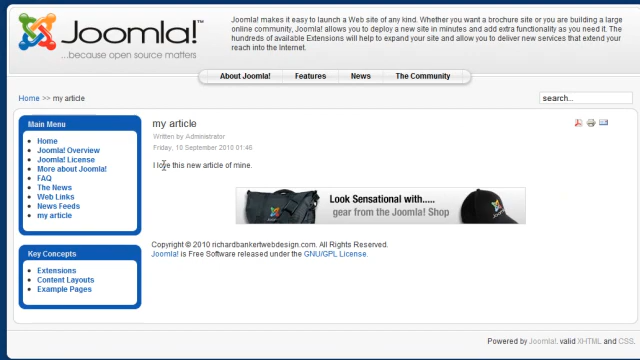 Joomla!™
...because open source matters
Joomla! makes it easy to launch a Web site of any kind. Whether you want a brochure site or you are building a large
online community, Joomla! allows you to deploy a new site in minutes and add extra functionality as you need it. The
hundreds of available Extensions will help to expand your site and allow you to deliver new services that extend your
reach into the Internet.
About Joomla! Features News The Community
Home >> my article
search...
Main Menu
Home
Joomla! Overview
Joomla! License
More about Joomla!
FAQ
The News
Web Links
News Feeds
my article
Key Concepts
Extensions
Content Layouts
Example Pages
my article
Written by Administrator
Friday, 10 September 2010 01:46
I love this new article of mine.
Look Sensational with.....
gear from the Joomla! Shop
Copyright © 2010 richardbankertwebdesign.com. All Rights Reserved.
Joomla! is Free Software released under the GNU/GPL License.
Powered by Joomla!. valid XHTML and CSS.